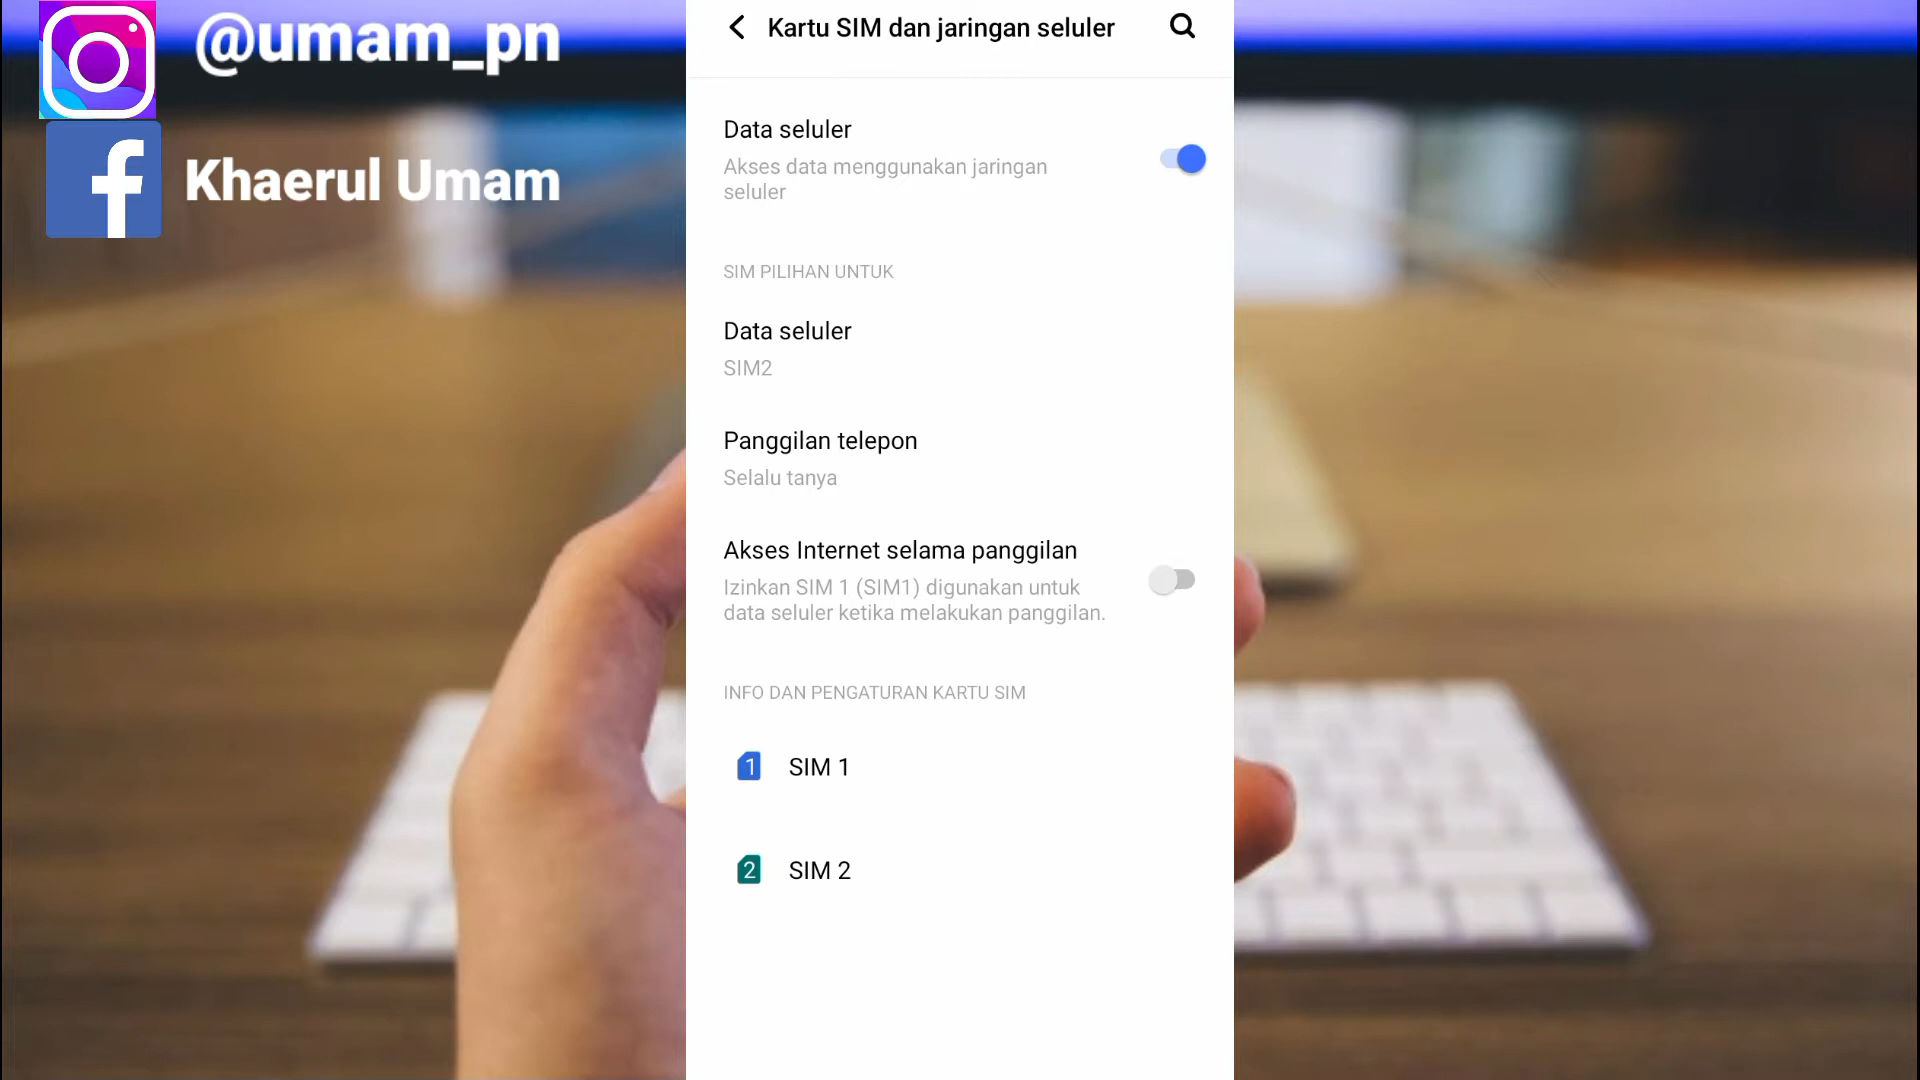 @umam_pn
Khaerul Umam
Kartu SIM dan jaringan seluler
Data seluler
Akses data menggunakan jaringan
seluler
SIM PILIHAN UNTUK
Data seluler
SIM2
Panggilan telepon
Selalu tanya
Akses Internet selama panggilan
Izinkan SIM 1 (SIM1) digunakan untuk
data seluler ketika melakukan panggilan.
INFO DAN PENGATURAN KARTU SIM
1 SIM 1
2 SIM 2